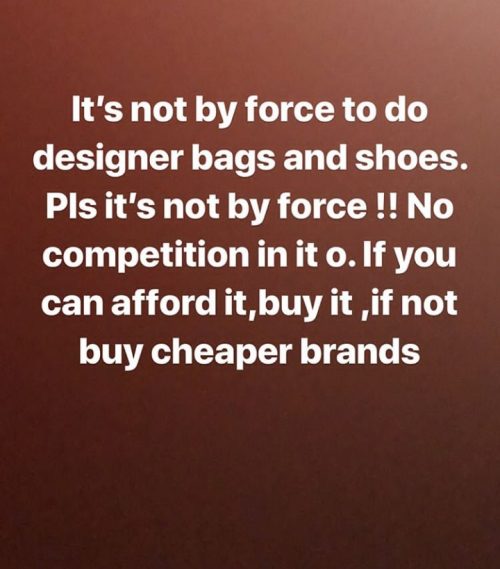 It's not by force to do
designer bags and shoes.
Pls it's not by force !! No
competition in it o. If you
can afford it,buy it ,if not
buy cheaper brands